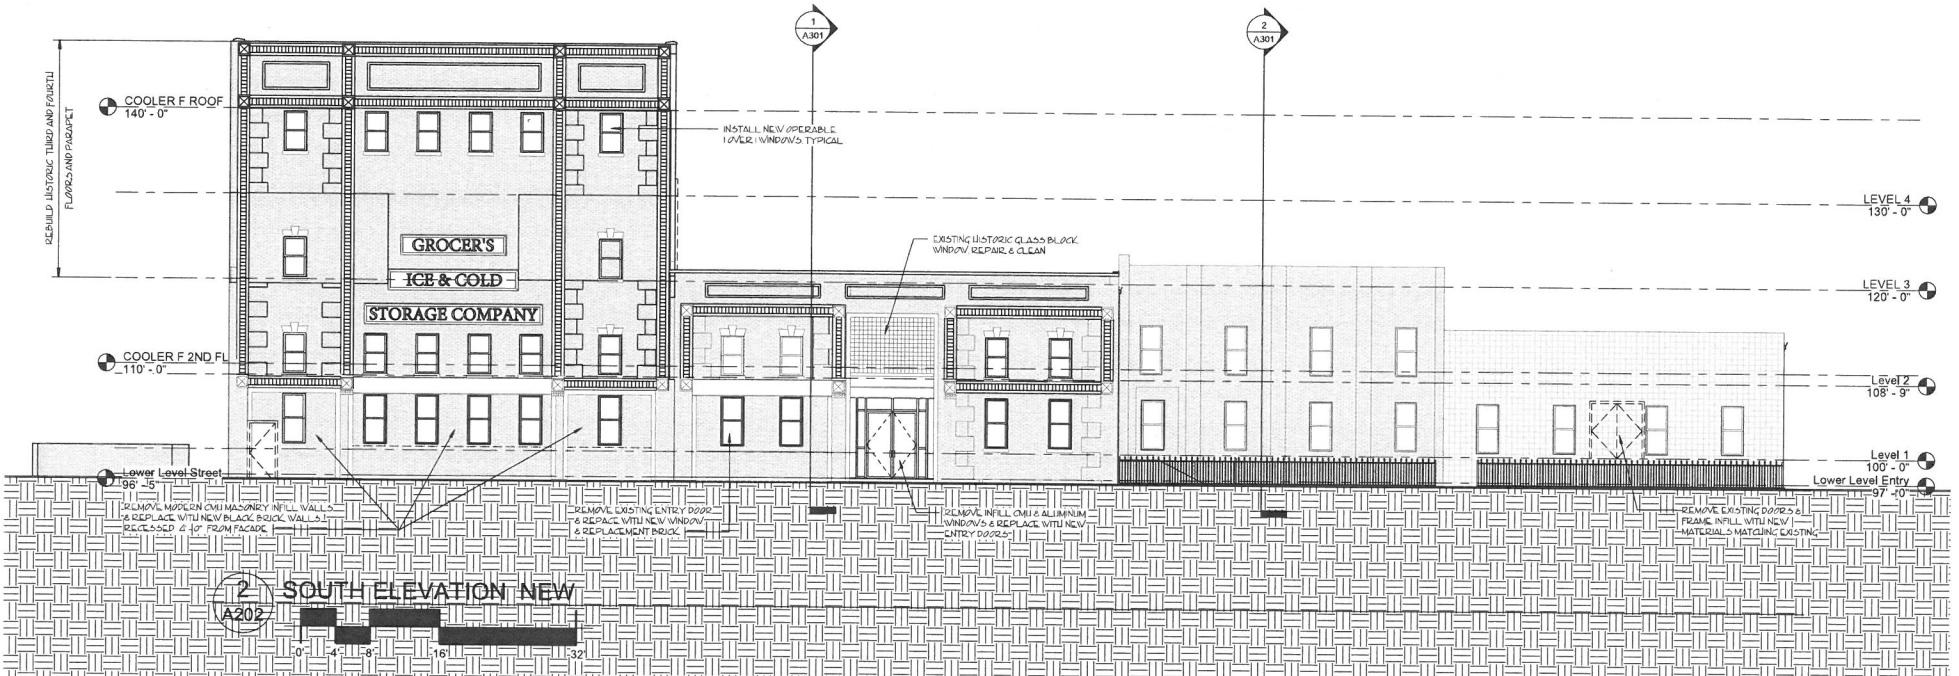 1
A301
2
A301
REBUILD HISTORIC THIRD AND FOURTH
FLOORS AND PARAPET
COOLER F ROOF
140' - 0"
INSTALL NEW OPERABLE
1 OVER 1 WINDOWS. TYPICAL
LEVEL 4
130' - 0"
GROCER'S
ICE & COLD
STORAGE COMPANY
EXISTING HISTORIC GLASS BLOCK
WINDOW REPAIR & CLEAN
LEVEL 3
120' - 0"
COOLER F 2ND FL
110' - 0"
Level 2
108' - 9"
Level 1
100' - 0"
Lower Level Street
96' - 5"
Lower Level Entry
97' - 0"
REMOVE MODERN CMU MASONRY INFILL WALLS
& REPLACE WITH NEW BLACK BRICK WALLS
RECESSED FROM FACADE
REMOVE EXISTING ENTRY DOOR
& REPACE WITH NEW WINDOW
& REPLACEMENT BRICK
REMOVE INFILL CMU & ALUMINUM
WINDOWS & REPLACE WITH NEW
ENTRY DOORS
REMOVE EXISTING DOORS &
FRAME INFILL WITH NEW
MATERIALS MATCHING EXISTING
2
A202
SOUTH ELEVATION NEW
0' 4' 8' 16' 32'